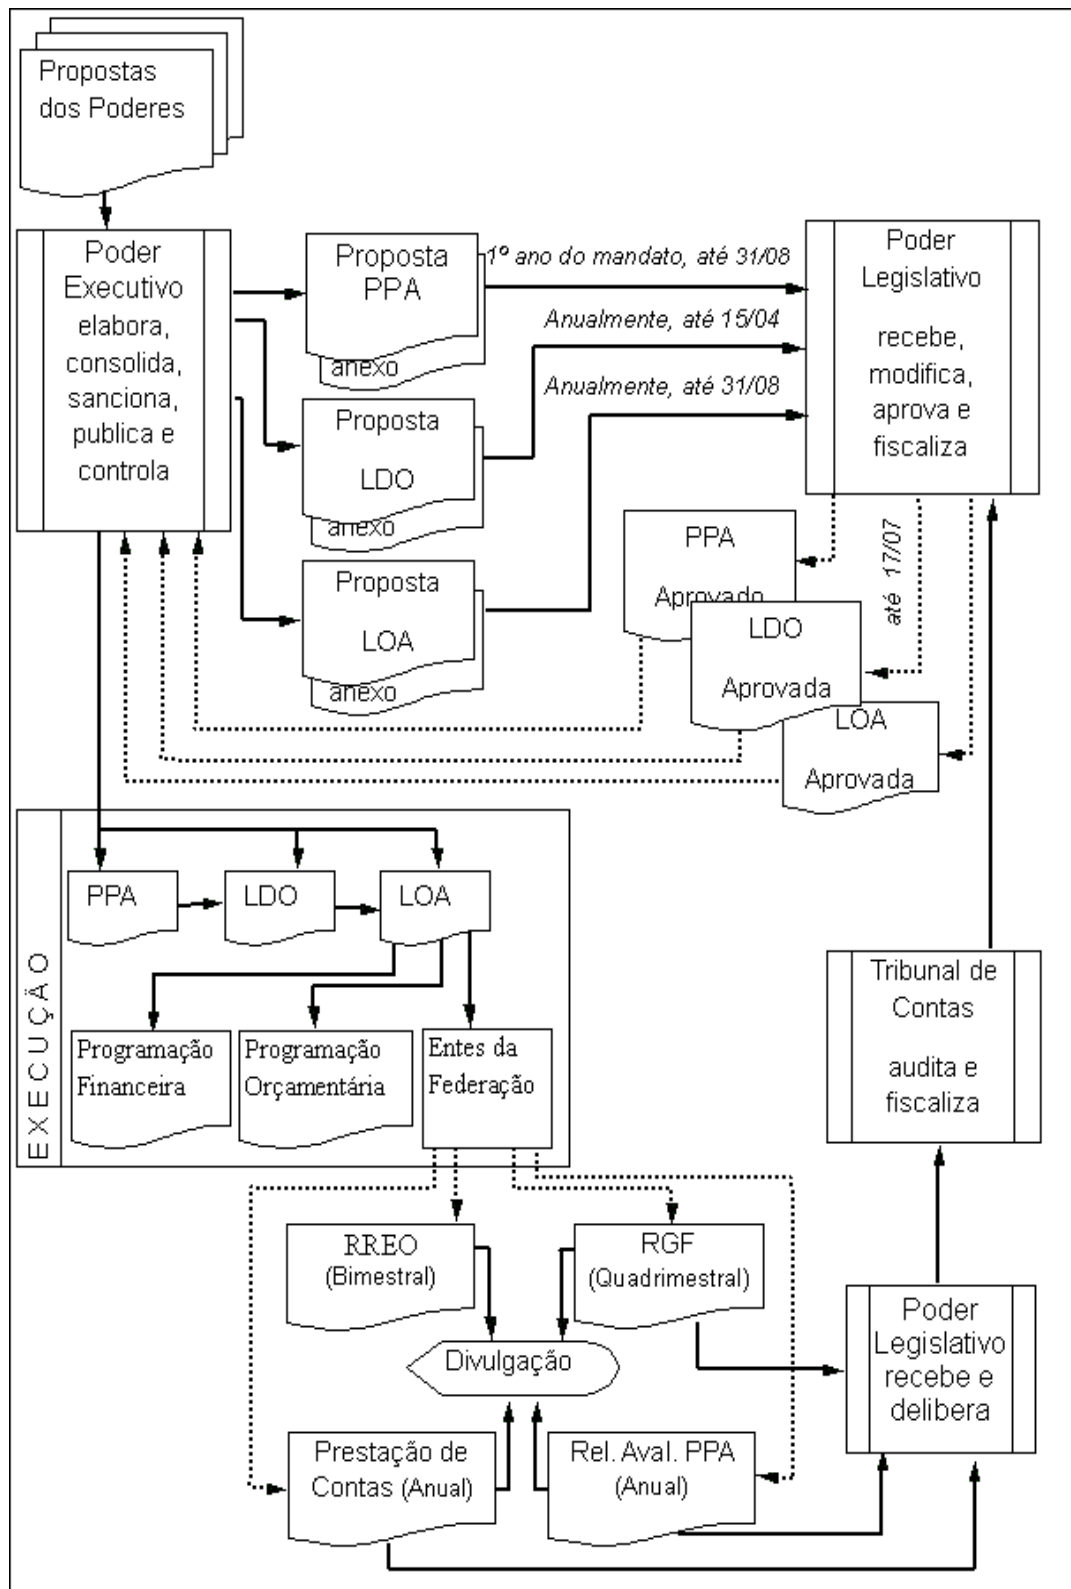 Propostas
dos Poderes
Poder
Executivo
elabora,
consolida,
sanciona,
publica e
controla
Proposta
PPA
anexo
Proposta
LDO
anexo
Proposta
LOA
anexo
1º ano do mandato, até 31/08
Anualmente, até 15/04
Anualmente, até 31/08
Poder
Legislativo
recebe,
modifica,
aprova e
fiscaliza
até 17/07
PPA
Aprovado
LDO
Aprovada
LOA
Aprovada
EXECUÇÃO
PPA
LDO
LOA
Programação
Financeira
Programação
Orçamentária
Entes da
Federação
Tribunal de
Contas
audita e
fiscaliza
RREO
(Bimestral)
RGF
(Quadrimestral)
Divulgação
Prestação de
Contas (Anual)
Rel. Aval. PPA
(Anual)
Poder
Legislativo
recebe e
delibera